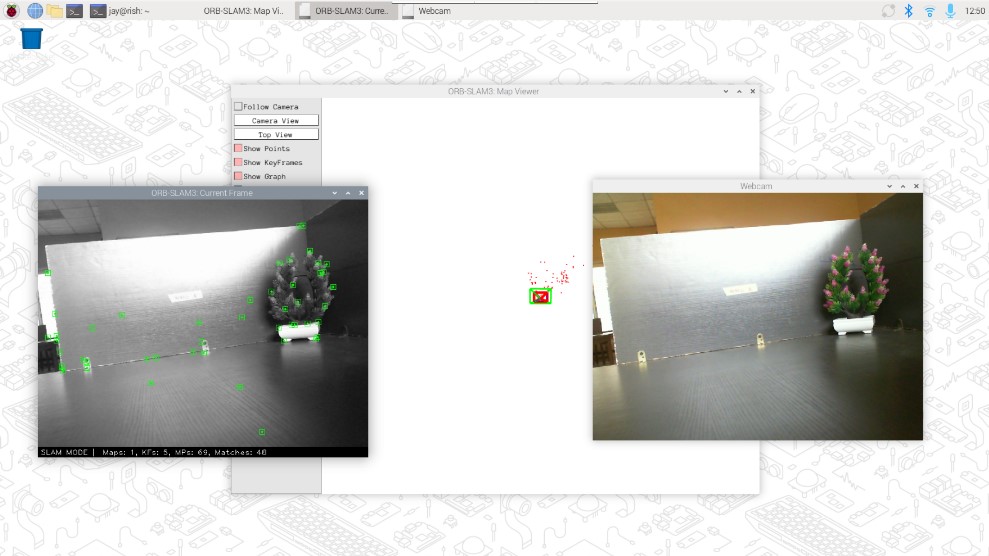 jay@rish: ~
ORB-SLAM3: Map Vi..
ORB-SLAM3: Curre..
Webcam
12:50
ORB-SLAM3: Map Viewer
Follow Camera
Camera View
Top View
Show Points
Show KeyFrames
Show Graph
ORB-SLAM3: Current Frame
SLAM MODE | Maps: 1, KFs: 5, MPs: 69, Matches: 40
Webcam